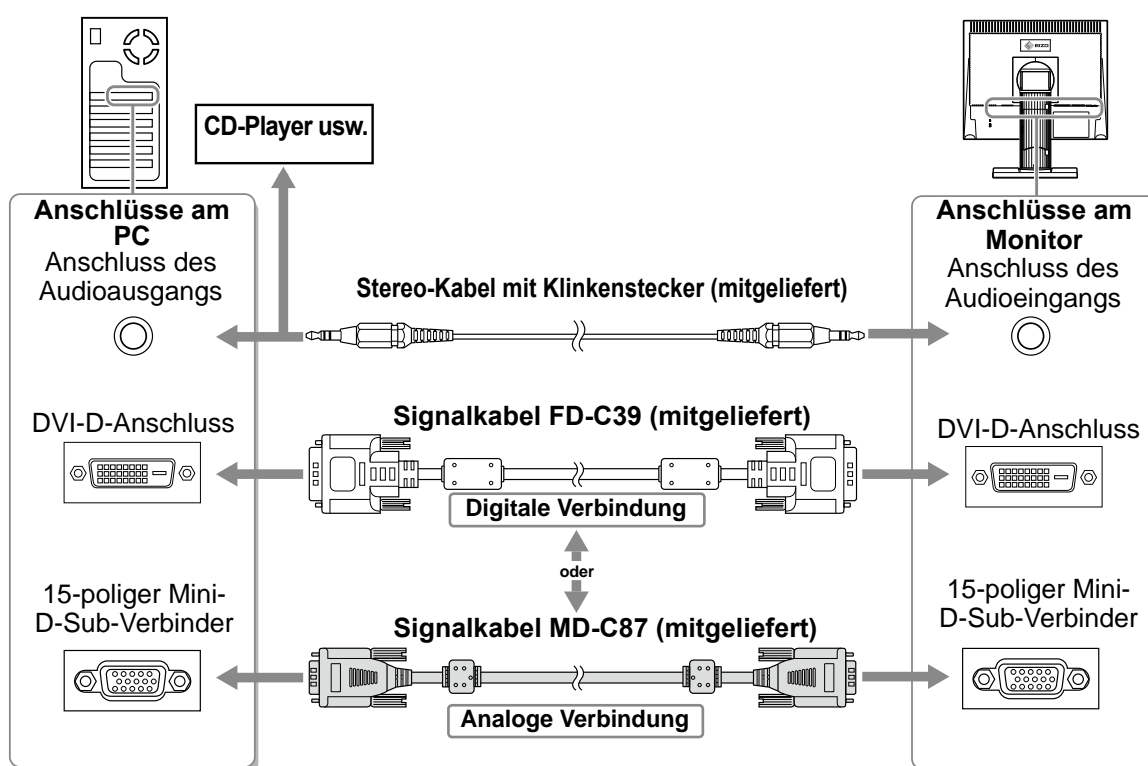 EIZO
CD-Player usw.
Anschlüsse am
PC
Anschluss des
Audioausgangs
Stereo-Kabel mit Klinkenstecker (mitgeliefert)
Anschlüsse am
Monitor
Anschluss des
Audioeingangs
DVI-D-Anschluss
Signalkabel FD-C39 (mitgeliefert)
Digitale Verbindung
DVI-D-Anschluss
oder
15-poliger Mini-
D-Sub-Verbinder
Signalkabel MD-C87 (mitgeliefert)
Analoge Verbindung
15-poliger Mini-
D-Sub-Verbinder